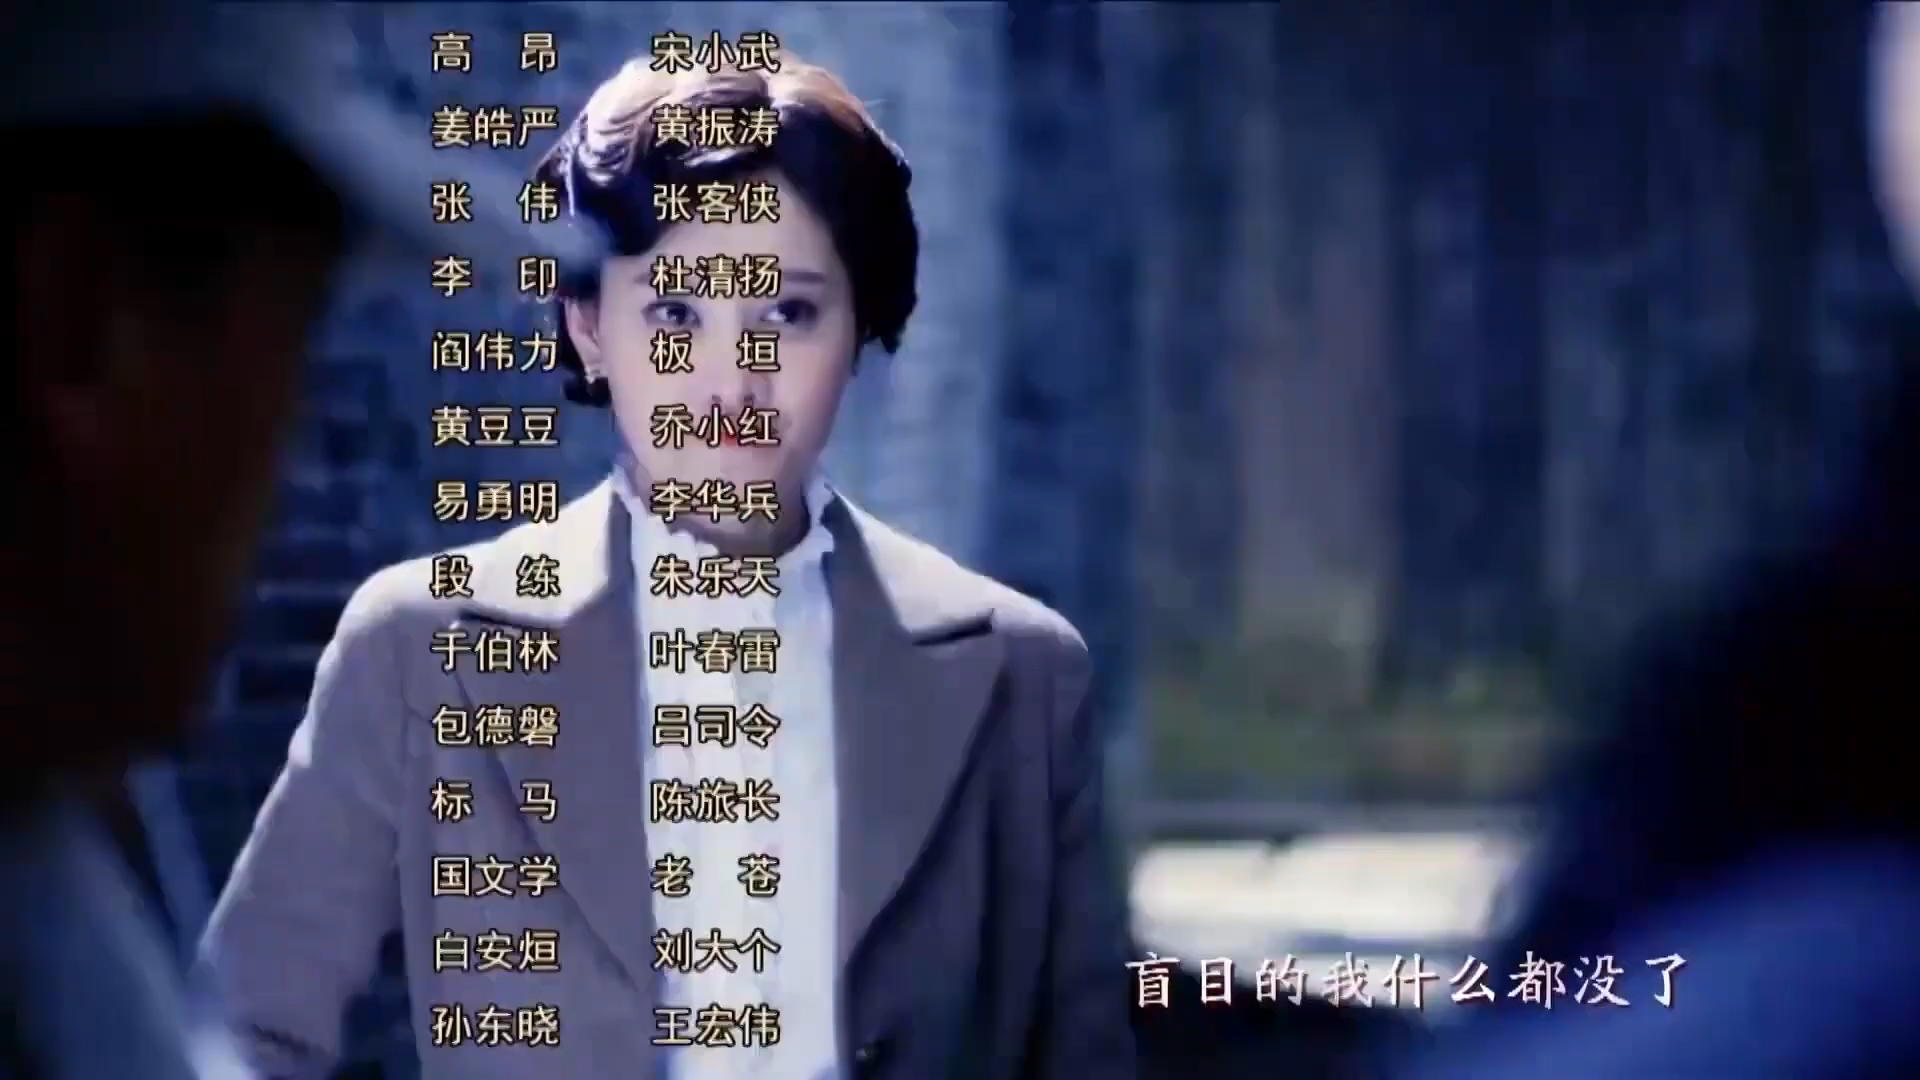 高昂 宋小武
姜皓严 黄振涛
张伟 张客侠
李印 杜清扬
阎伟力 板垣
黄豆豆 乔小红
易勇明 李华兵
段练 朱乐天
于伯林 叶春雷
包德磐 吕司令
标马 陈旅长
国文学 老苍
白安烜 刘大个
孙东晓 王宏伟
盲目的我什么都没了